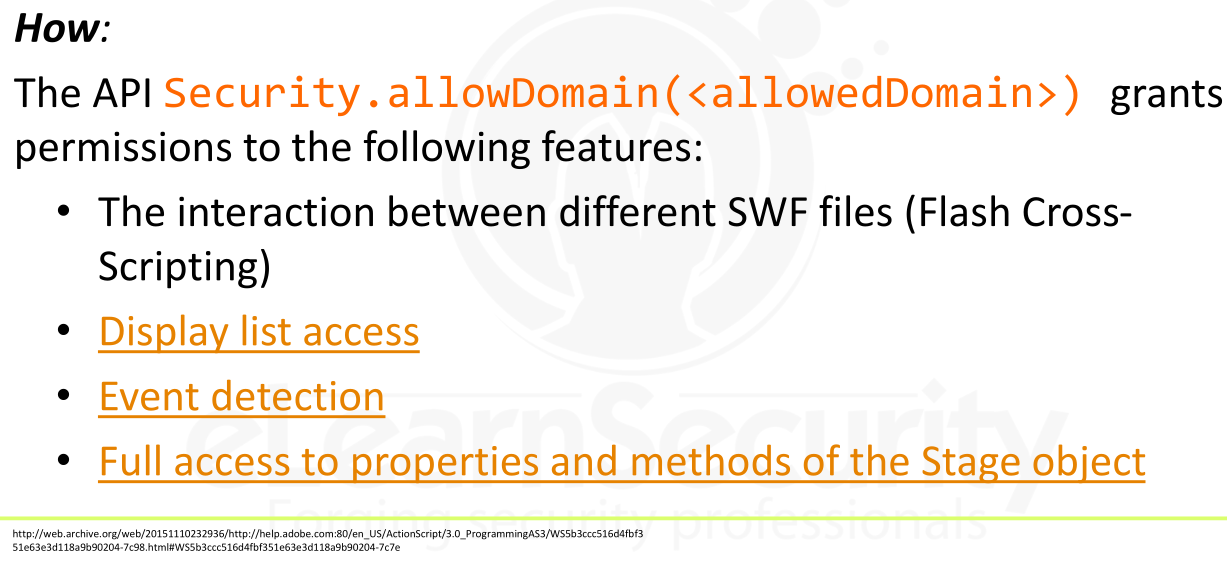 How:
The API Security.allowDomain(<allowedDomain>) grants
permissions to the following features:
• The interaction between different SWF files (Flash Cross-
Scripting)
• Display list access
• Event detection
• Full access to properties and methods of the Stage object
eLearnSecurity
Forging security professionals
http://web.archive.org/web/20151110232936/http://help.adobe.com:80/en_US/ActionScript/3.0_ProgrammingAS3/WS5b3ccc516d4fbf3
51e63e3d118a9b90204-7c98.html#WS5b3ccc516d4fbf351e63e3d118a9b90204-7c7e